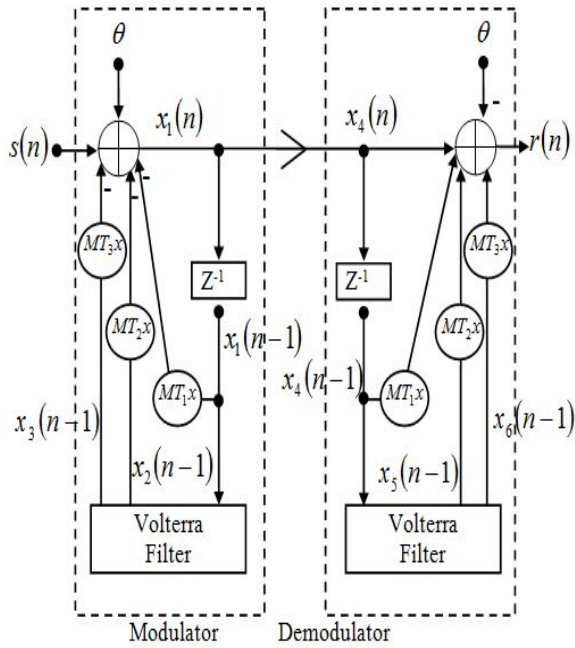 θ
θ
x₁(n)
x₄(n)
s(n)
r(n)
-
-
-
-
MT₃x
MT₃x
Z⁻¹
Z⁻¹
MT₂x
MT₂x
x₁(n−1)
x₄(n−1)
MT₁x
MT₁x
x₃(n−1)
x₆(n−1)
x₂(n−1)
x₅(n−1)
Volterra
Filter
Volterra
Filter
Modulator
Demodulator